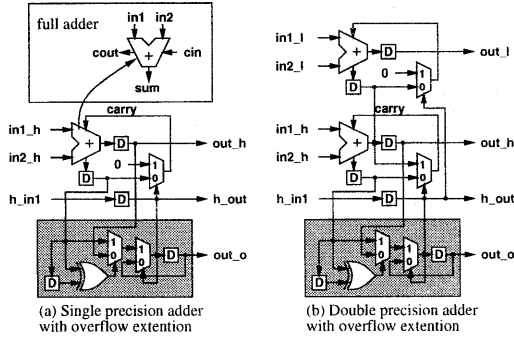 full adder
in1 in2
cout + cin
sum
carry
in1_h
in2_h
+
D
out_h
0
1
0
D
h_in1
D
h_out
1
0
1
0
D
out_o
D
(a) Single precision adder
with overflow extention
in1_l
in2_l
+
D
out_l
0
1
0
D
carry
in1_h
in2_h
+
D
out_h
1
0
D
h_in1
D
h_out
1
0
1
0
D
out_o
D
(b) Double precision adder
with overflow extention